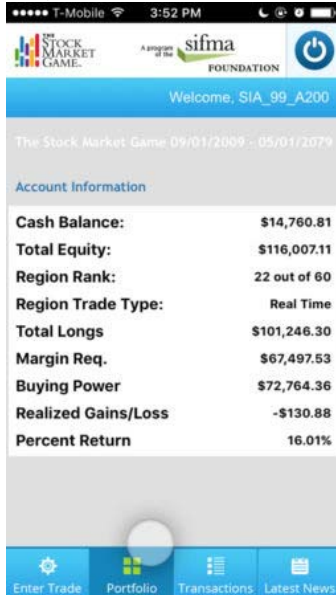 T-Mobile 3:52 PM
THE
STOCK
MARKET
GAME.
A program
of the
sifma
FOUNDATION
Welcome, SIA_99_A200
The Stock Market Game 09/01/2009 - 05/01/2079
Account Information
Cash Balance: $14,760.81
Total Equity: $116,007.11
Region Rank: 22 out of 60
Region Trade Type: Real Time
Total Longs $101,246.30
Margin Req. $67,497.53
Buying Power $72,764.36
Realized Gains/Loss -$130.88
Percent Return 16.01%
Enter Trade Portfolio Transactions Latest News